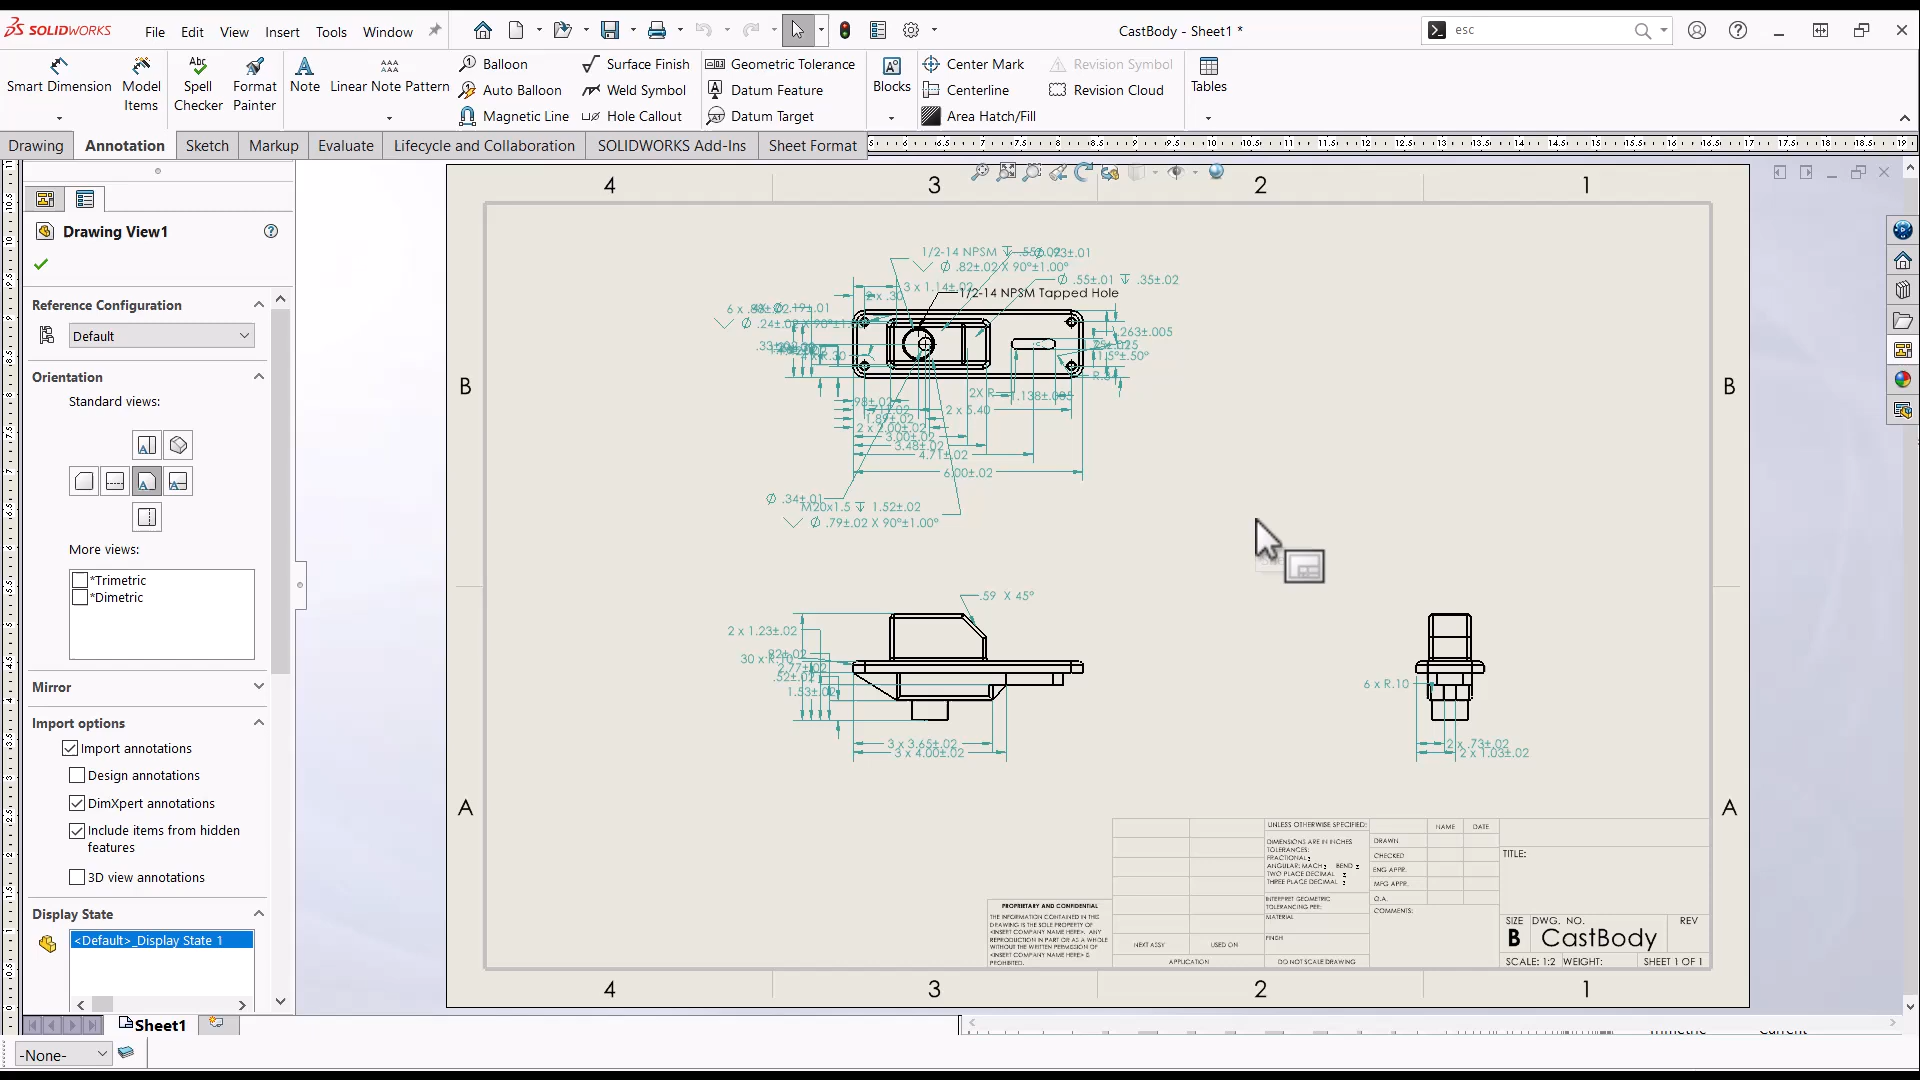 SOLIDWORKS File Edit View Insert Tools Window CastBody - Sheet1 * esc
Smart Dimension
Model Items
Spell Checker
Format Painter
Note
Linear Note Pattern
Balloon
Auto Balloon
Magnetic Line
Surface Finish
Weld Symbol
Hole Callout
Geometric Tolerance
Datum Feature
Datum Target
Blocks
Center Mark
Centerline
Area Hatch/Fill
Revision Symbol
Revision Cloud
Tables
Drawing Annotation Sketch Markup Evaluate Lifecycle and Collaboration SOLIDWORKS Add-Ins Sheet Format
Drawing View1
Reference Configuration
Default
Orientation
Standard views:
More views:
*Trimetric
*Dimetric
Mirror
Import options
Import annotations
Design annotations
DimXpert annotations
Include items from hidden
features
3D view annotations
Display State
<Default>_Display State 1
Sheet1
-None-
4 3 2 1
B B
A A
4 3 2 1
1/2-14 NPSM
Ø .82±.02 X 90°±1.00°
Ø .55±.01 ↧ .35±.02
3 x 1.14±.02
1/2-14 NPSM Tapped Hole
2 x .30
.263±.005
2X R
1.138±.005
2 x 5.40
1.89±.02
2 x 2.00±.02
3.00±.02
3.48±.02
4.71±.02
6.00±.02
Ø .34±.01
M20x1.5 ↧ 1.52±.02
Ø .79±.02 X 90°±1.00°
.59 X 45°
2 x 1.23±.02
30 x R.10
2.77±.02
.52±.02
1.53±.02
3 x 3.65±.02
3 x 4.00±.02
6 x R.10
2 x .73±.02
2 x 1.03±.02
UNLESS OTHERWISE SPECIFIED:
DIMENSIONS ARE IN INCHES
TOLERANCES:
FRACTIONAL±
ANGULAR: MACH± BEND ±
TWO PLACE DECIMAL ±
THREE PLACE DECIMAL ±
INTERPRET GEOMETRIC
TOLERANCING PER:
MATERIAL
FINISH
DO NOT SCALE DRAWING
NAME DATE
DRAWN
CHECKED
ENG APPR.
MFG APPR.
Q.A.
COMMENTS:
TITLE:
SIZE DWG. NO. REV
B CastBody
SCALE: 1:2 WEIGHT: SHEET 1 OF 1
PROPRIETARY AND CONFIDENTIAL
THE INFORMATION CONTAINED IN THIS
DRAWING IS THE SOLE PROPERTY OF
<INSERT COMPANY NAME HERE>. ANY
REPRODUCTION IN PART OR AS A WHOLE
WITHOUT THE WRITTEN PERMISSION OF
<INSERT COMPANY NAME HERE> IS
PROHIBITED.
NEXT ASSY USED ON
APPLICATION